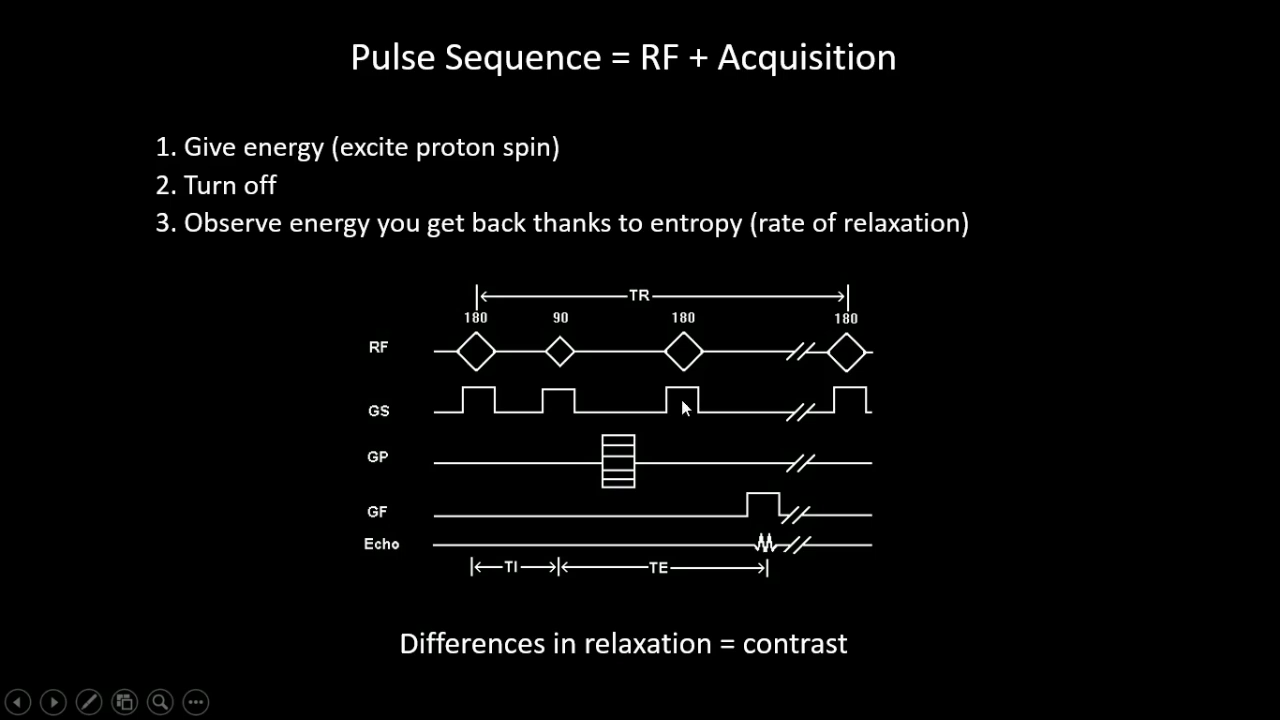 Pulse Sequence = RF + Acquisition
1. Give energy (excite proton spin)
2. Turn off
3. Observe energy you get back thanks to entropy (rate of relaxation)
TR
180 90 180 180
RF
GS
GP
GF
Echo
TI TE
Differences in relaxation = contrast